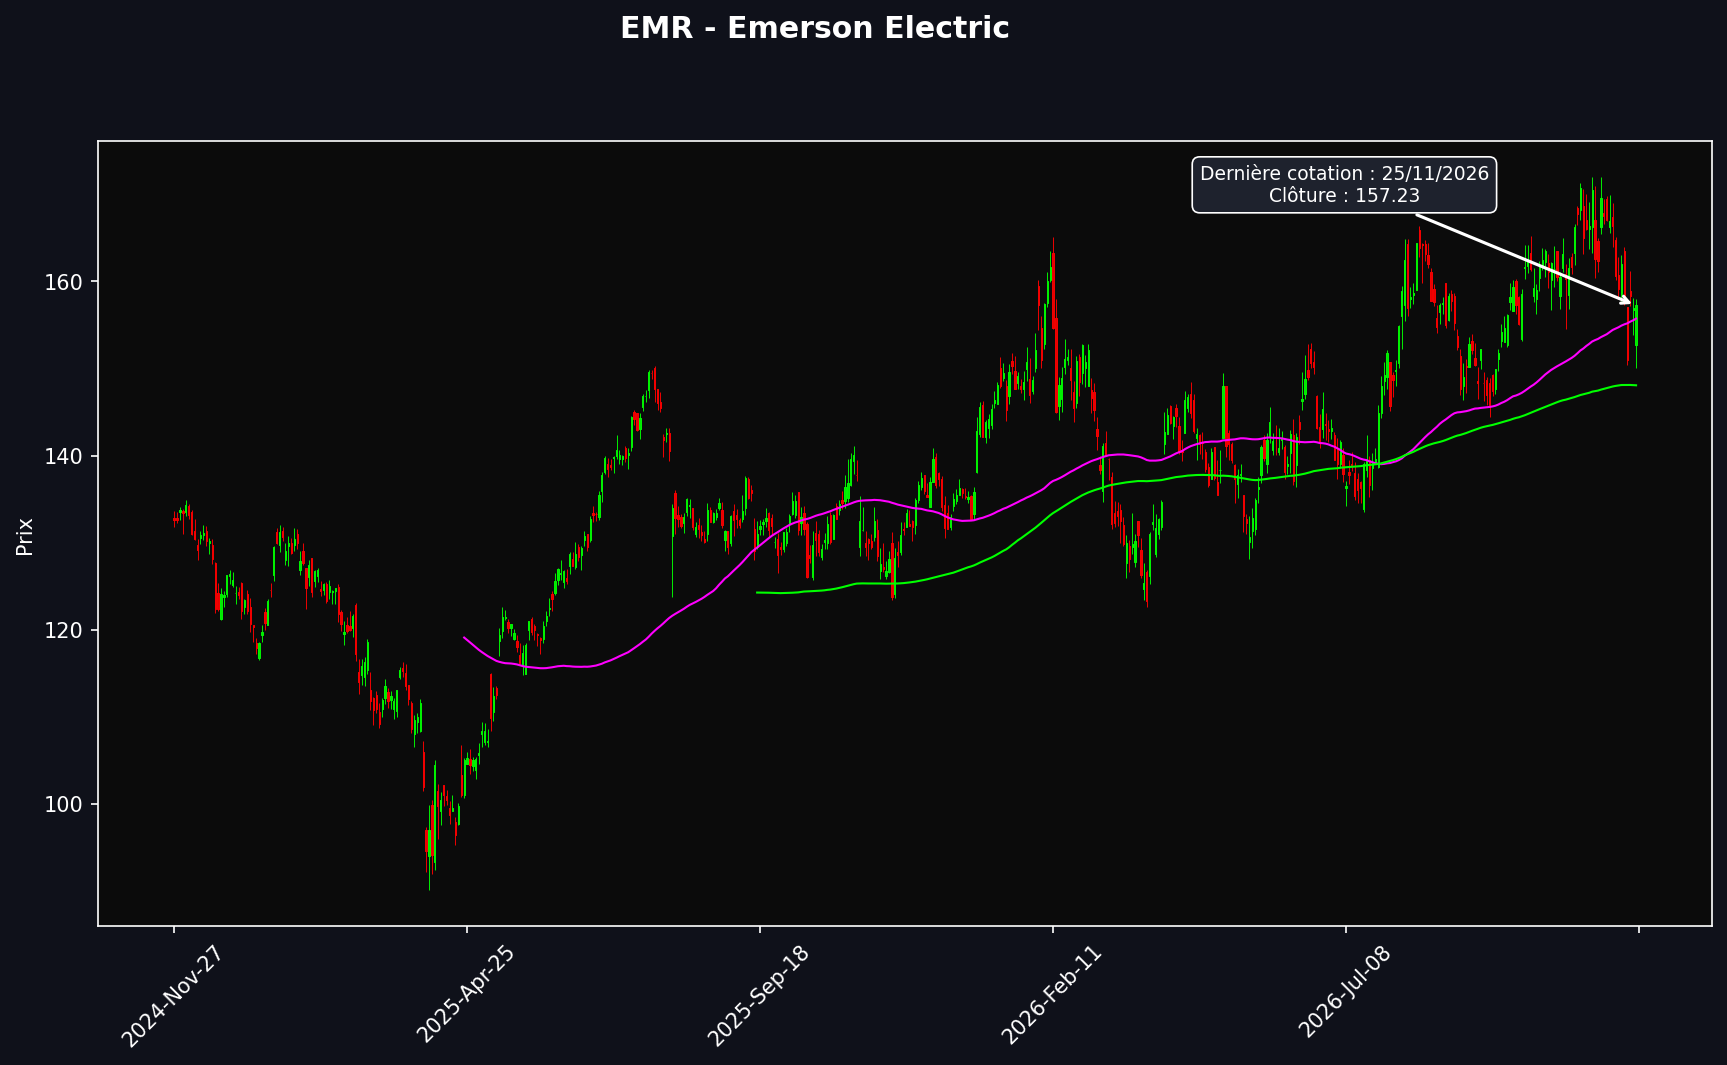 EMR - Emerson Electric
Dernière cotation : 25/11/2026
Clôture : 157.23
Prix
160
140
120
100
2024-Nov-27
2025-Apr-25
2025-Sep-18
2026-Feb-11
2026-Jul-08